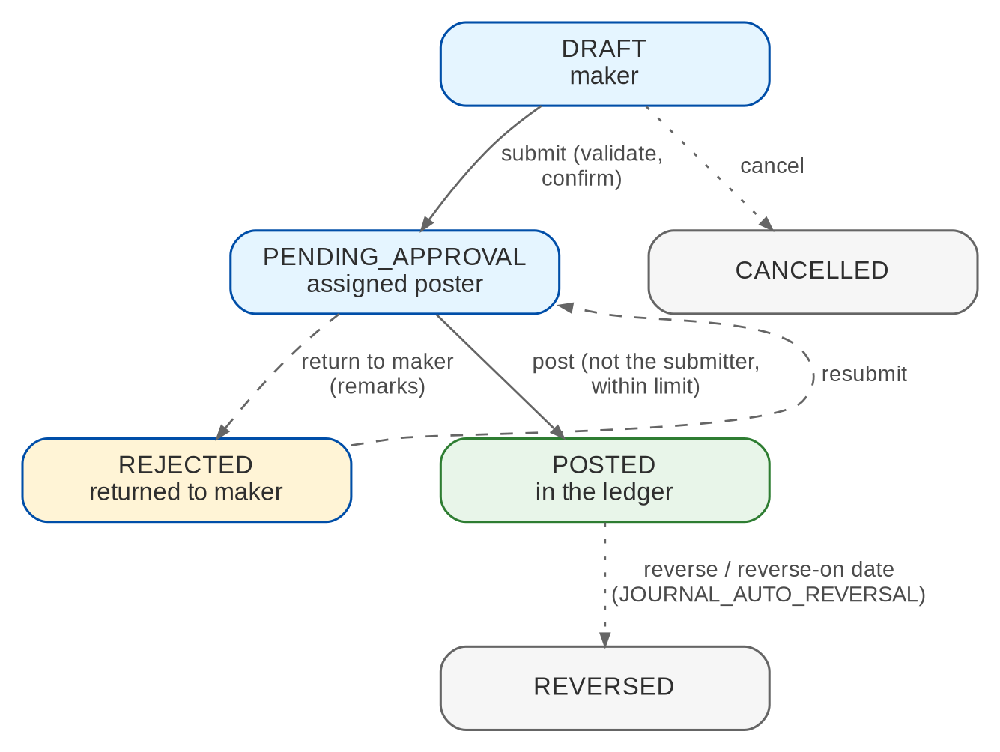 DRAFT
maker
submit (validate,
confirm)
cancel
PENDING_APPROVAL
assigned poster
CANCELLED
return to maker
(remarks)
post (not the submitter,
within limit)
resubmit
REJECTED
returned to maker
POSTED
in the ledger
reverse / reverse-on date
(JOURNAL_AUTO_REVERSAL)
REVERSED